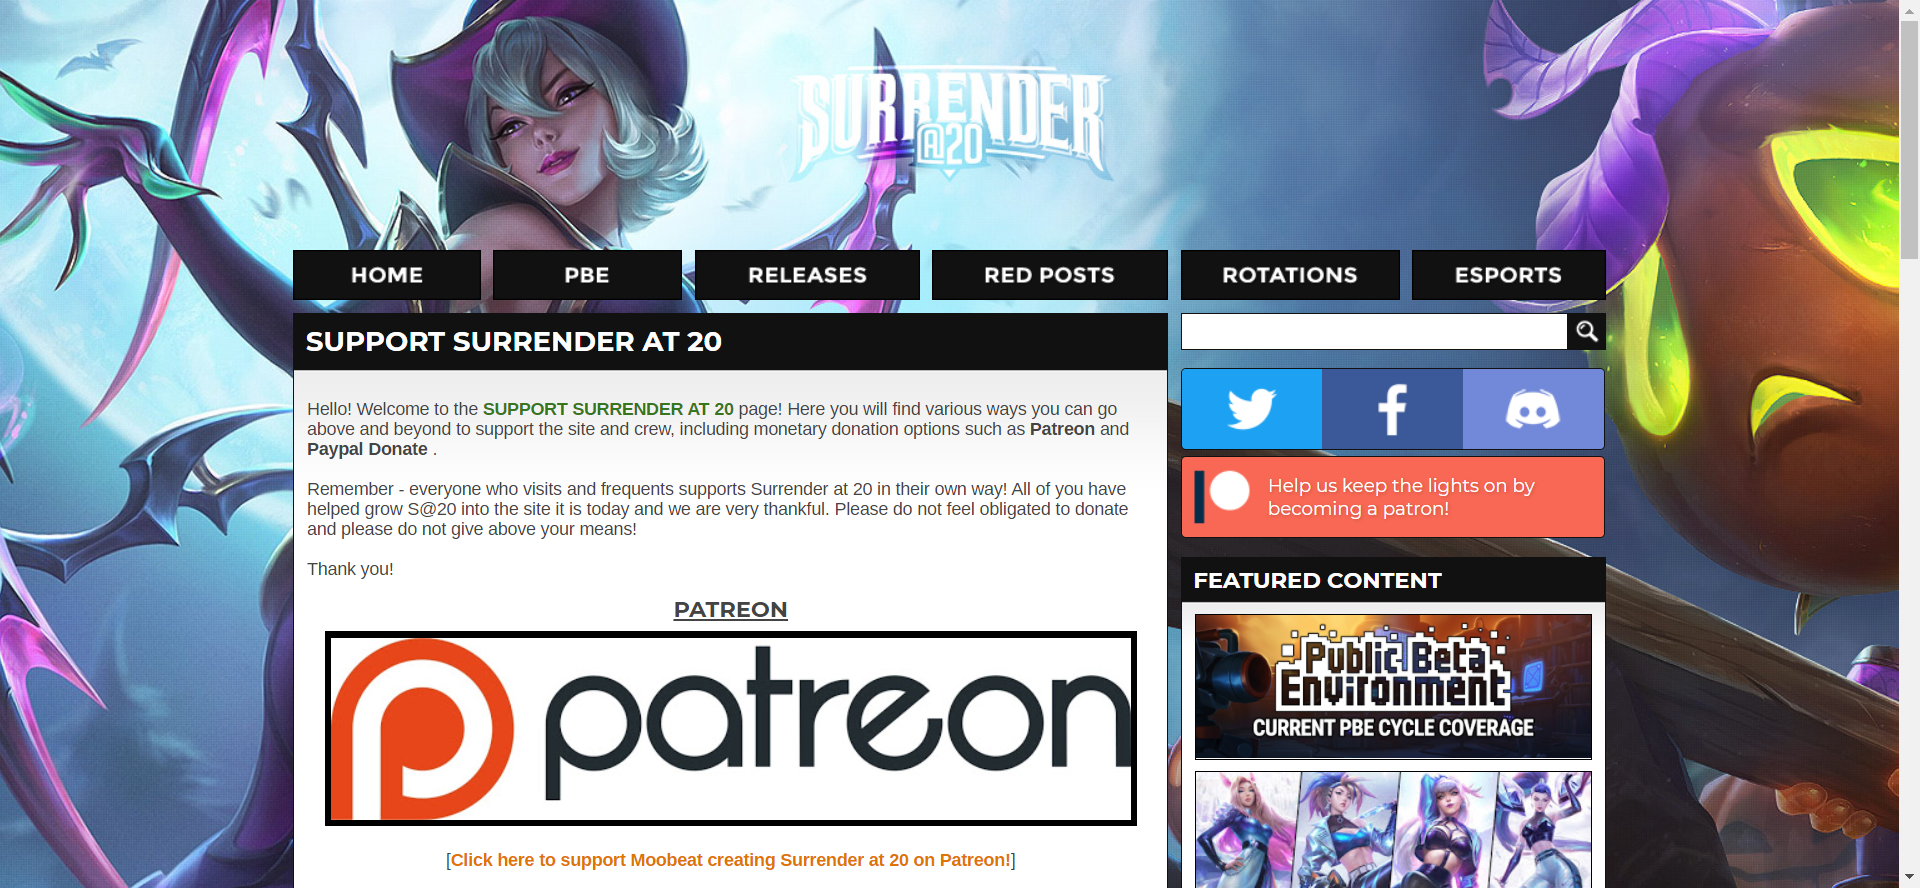 SURRENDER
@20
HOME
PBE
RELEASES
RED POSTS
ROTATIONS
ESPORTS
SUPPORT SURRENDER AT 20
Hello! Welcome to the SUPPORT SURRENDER AT 20 page! Here you will find various ways you can go
above and beyond to support the site and crew, including monetary donation options such as Patreon and
Paypal Donate .
Remember - everyone who visits and frequents supports Surrender at 20 in their own way! All of you have
helped grow S@20 into the site it is today and we are very thankful. Please do not feel obligated to donate
and please do not give above your means!
Thank you!
PATREON
patreon
[Click here to support Moobeat creating Surrender at 20 on Patreon!]
Help us keep the lights on by
becoming a patron!
FEATURED CONTENT
Public Beta
Environment
CURRENT PBE CYCLE COVERAGE